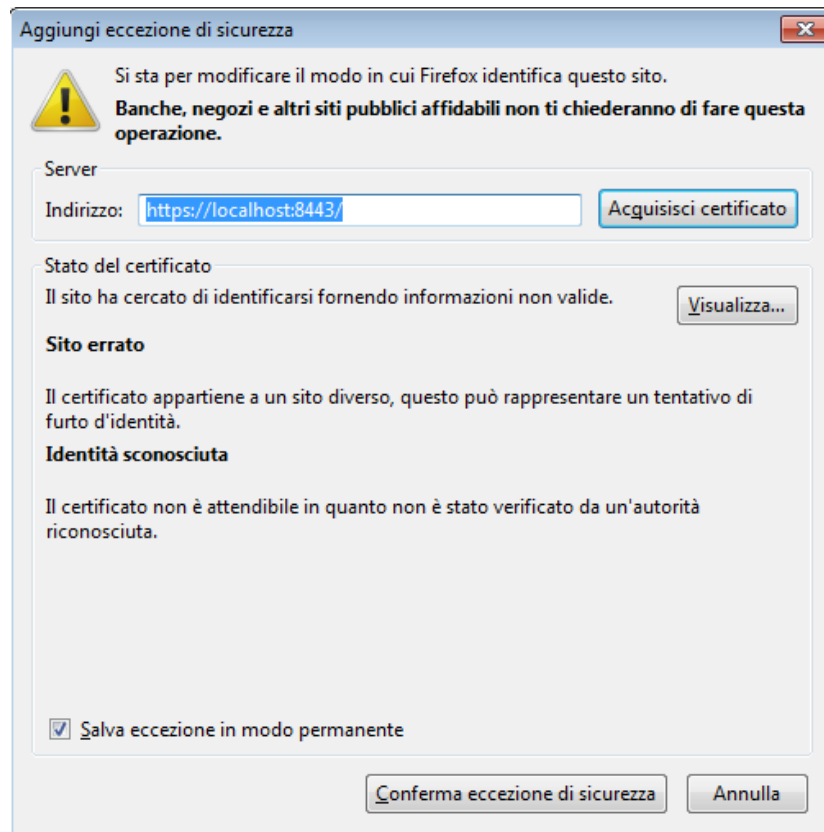 Aggiungi eccezione di sicurezza
Si sta per modificare il modo in cui Firefox identifica questo sito.
Banche, negozi e altri siti pubblici affidabili non ti chiederanno di fare questa
operazione.
Server
Indirizzo: https://localhost:8443/ Acquisisci certificato
Stato del certificato
Il sito ha cercato di identificarsi fornendo informazioni non valide. Visualizza...
Sito errato
Il certificato appartiene a un sito diverso, questo può rappresentare un tentativo di
furto d'identità.
Identità sconosciuta
Il certificato non è attendibile in quanto non è stato verificato da un'autorità
riconosciuta.
Salva eccezione in modo permanente
Conferma eccezione di sicurezza Annulla